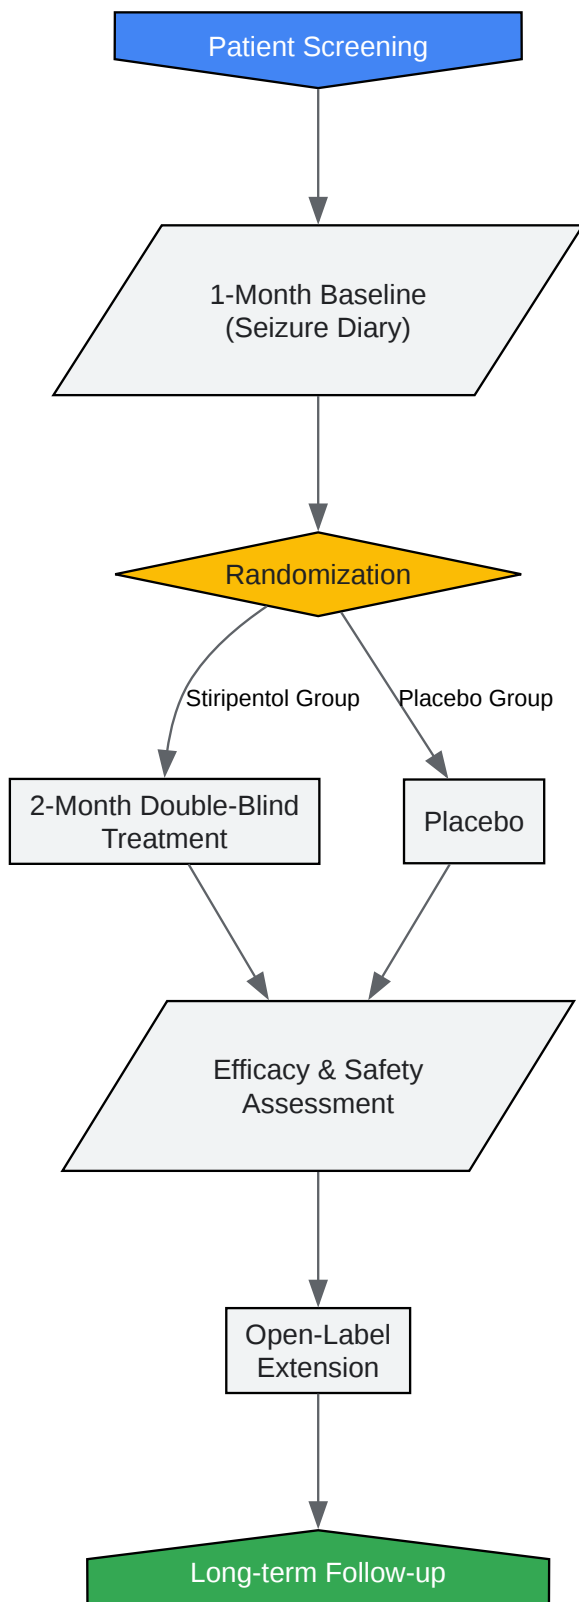 Patient Screening
1-Month Baseline
(Seizure Diary)
Randomization
Stiripentol Group
Placebo Group
2-Month Double-Blind
Treatment
Placebo
Efficacy & Safety
Assessment
Open-Label
Extension
Long-term Follow-up